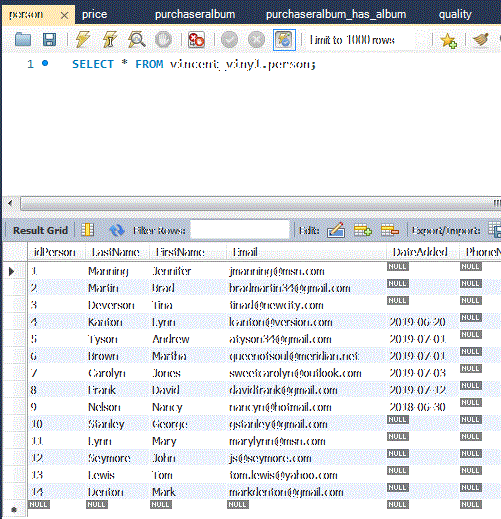 person × price purchaseralbum purchaseralbum_has_album quality
Limit to 1000 rows
1 SELECT * FROM vincent_vinyl.person;
Result Grid Filter Rows: Edit: Export/Import:
idPerson LastName FirstName Email DateAdded PhoneN
1 Manning Jennifer jmanning@msn.com NULL NULL
2 Martin Brad bradmartin34@gmail.com NULL NULL
3 Deverson Tina tinad@newcity.com NULL NULL
4 Kanton Lynn lcanton@version.com 2019-06-20 NULL
5 Tyson Andrew atyson34@gmail.com 2019-07-01 NULL
6 Brown Martha queenofsoul@meridian.net 2019-07-01 NULL
7 Carolyn Jones sweetcarolyn@outlook.com 2019-07-03 NULL
8 Frank David davidfrank@gmail.com 2019-07-12 NULL
9 Nelson Nancy nancyn@hotmail.com 2018-06-30 NULL
10 Stanley George gstanley@gmail.com NULL NULL
11 Lynn Mary marylynn@msn.com NULL NULL
12 Seymore John js@seymore.com NULL NULL
13 Lewis Tom tom.lewis@yahoo.com NULL NULL
14 Denton Mark markdenton@gmail.com NULL NULL
NULL NULL NULL NULL NULL NULL